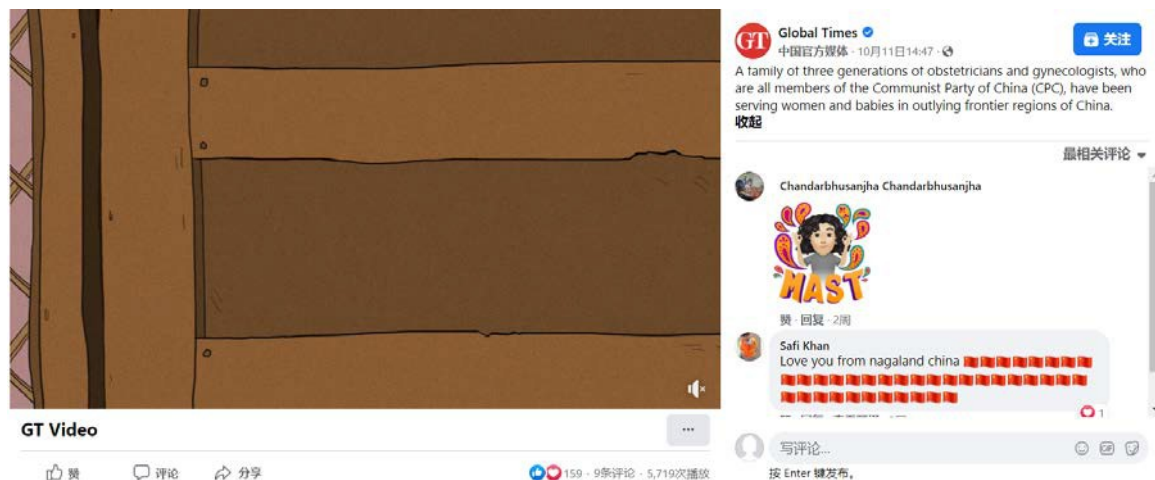 GT
Global Times
中国官方媒体 · 10月11日14:47 ·
关注
A family of three generations of obstetricians and gynecologists, who
are all members of the Communist Party of China (CPC), have been
serving women and babies in outlying frontier regions of China.
收起
最相关评论
Chandarbhusanjha Chandarbhusanjha
MAST
赞 · 回复 · 2周
Safi Khan
Love you from nagaland china 🇨🇳🇨🇳🇨🇳🇨🇳🇨🇳🇨🇳🇨🇳🇨🇳
1
写评论...
GIF
按 Enter 键发布。
GT Video
...
赞
评论
分享
159 · 9条评论 · 5,719次播放